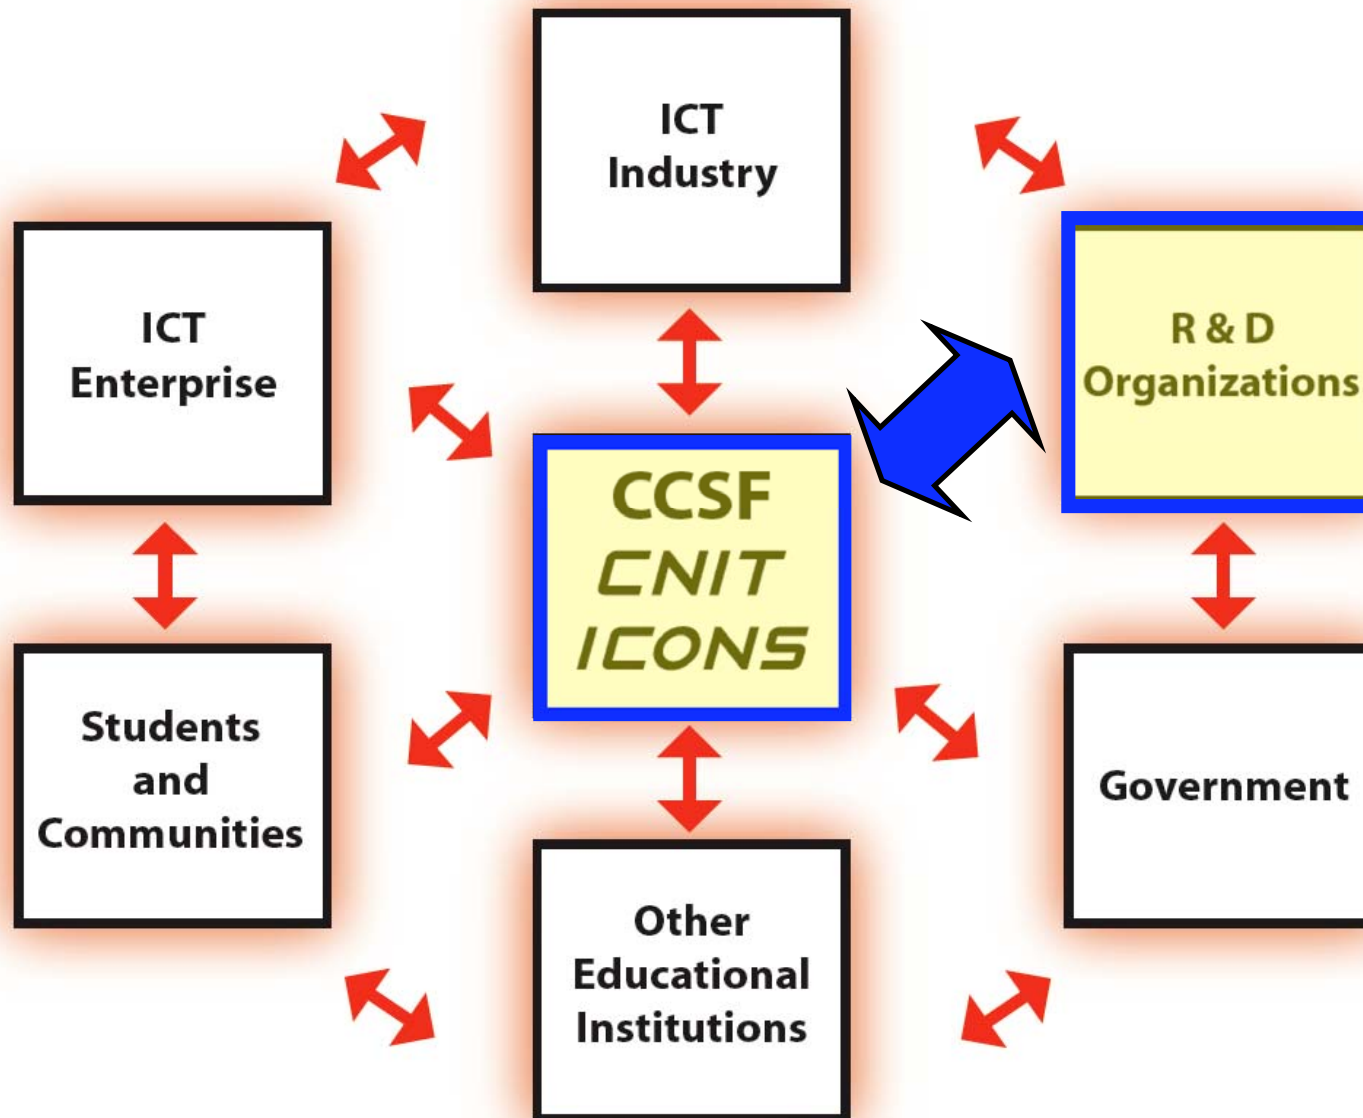 ICT
Industry
ICT
Enterprise
R & D
Organizations
CCSF
CNIT
ICONS
Students
and
Communities
Government
Other
Educational
Institutions